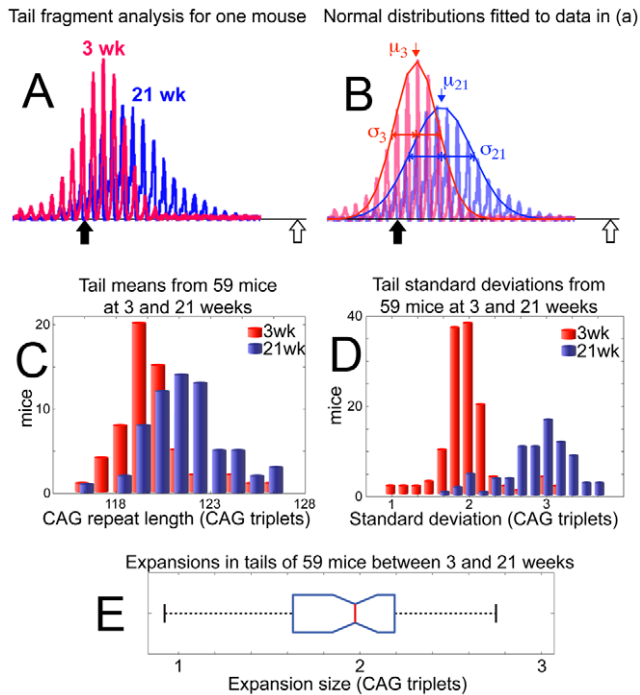 Tail fragment analysis for one mouse
Normal distributions fitted to data in (a)
A
3 wk
21 wk
B
μ3
μ21
σ3
σ21
Tail means from 59 mice
at 3 and 21 weeks
C
20
10
0
mice
3wk
21wk
118
123
128
CAG repeat length (CAG triplets)
Tail standard deviations from
59 mice at 3 and 21 weeks
D
40
20
0
mice
3wk
21wk
1
2
3
Standard deviation (CAG triplets)
Expansions in tails of 59 mice between 3 and 21 weeks
E
1
2
3
Expansion size (CAG triplets)